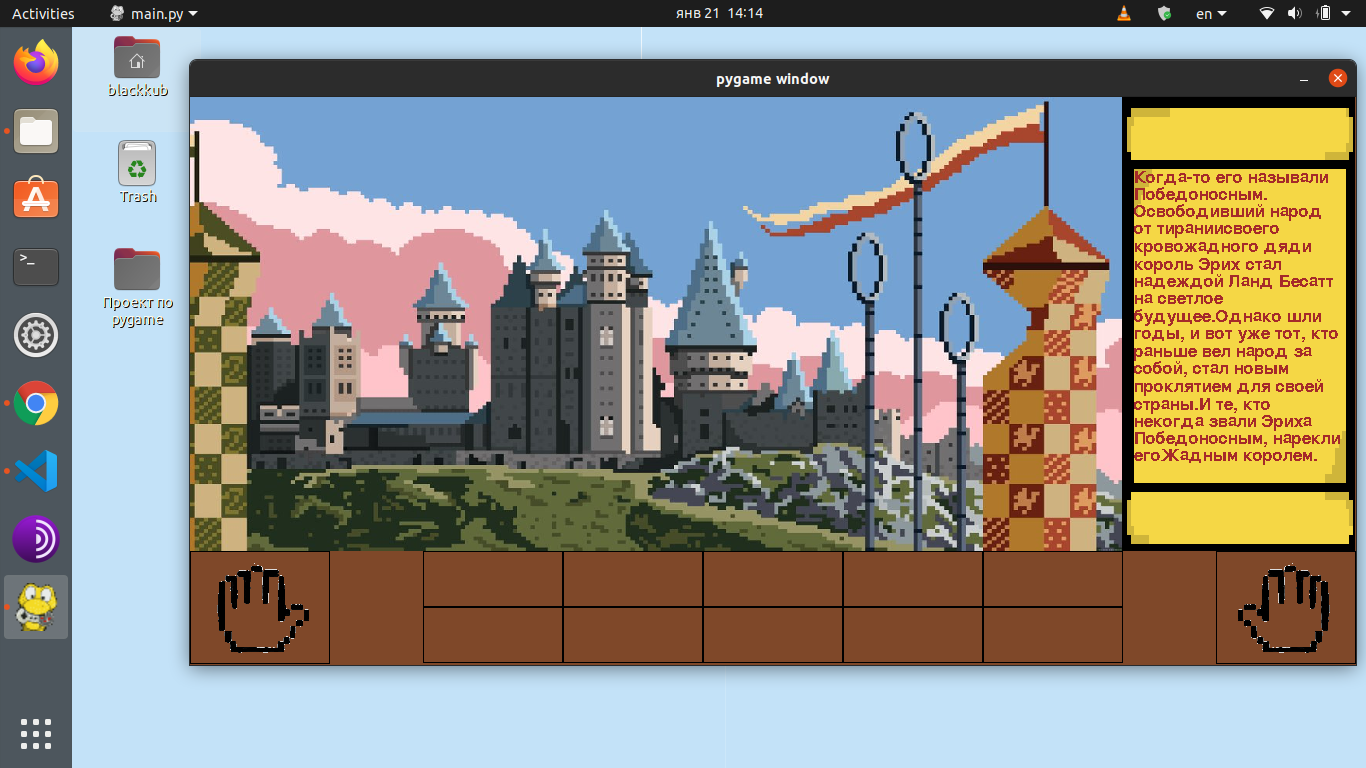 Activities
main.py
янв 21 14:14
en
blackkub
Trash
Проект по
pygame
pygame window
Когда-то его называли
Победоносным.
Освободивший народ
от тираниисвоего
кровожадного дяди
король Эрих стал
надеждой Ланд Бесатт
на светлое
будущее.Однако шли
годы, и вот уже тот, кто
раньше вел народ за
собой, стал новым
проклятием для своей
страны.И те, кто
некогда звали Эриха
Победоносным, нарекли
егоЖадным королем.